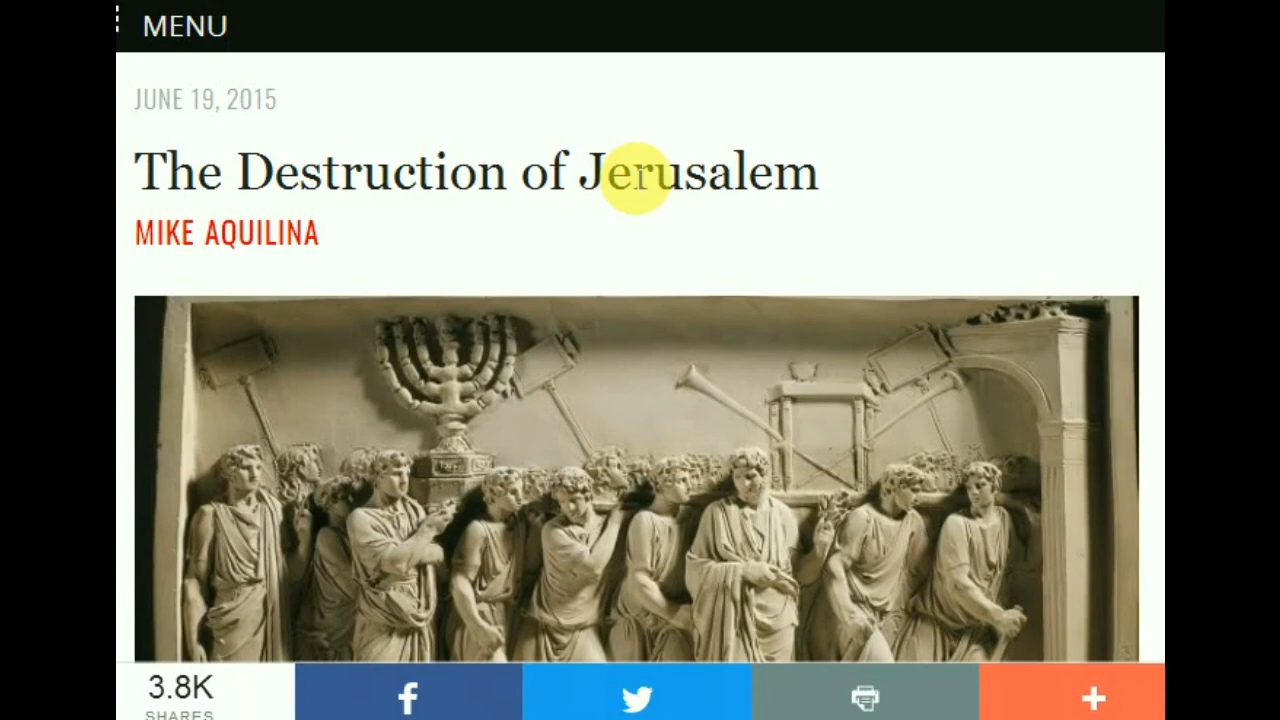 MENU
JUNE 19, 2015
The Destruction of Jerusalem
MIKE AQUILINA
3.8K
SHARES